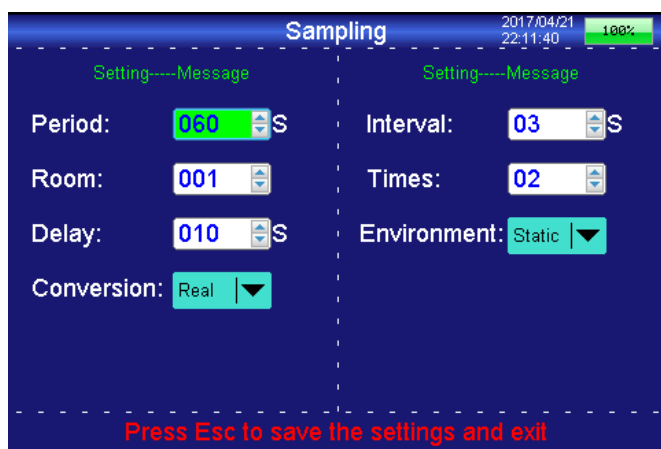 Sampling
2017/04/21
22:11:40
100%
Setting-----Message
Period: 060 S
Room: 001
Delay: 010 S
Conversion: Real
Setting-----Message
Interval: 03 S
Times: 02
Environment: Static
Press Esc to save the settings and exit